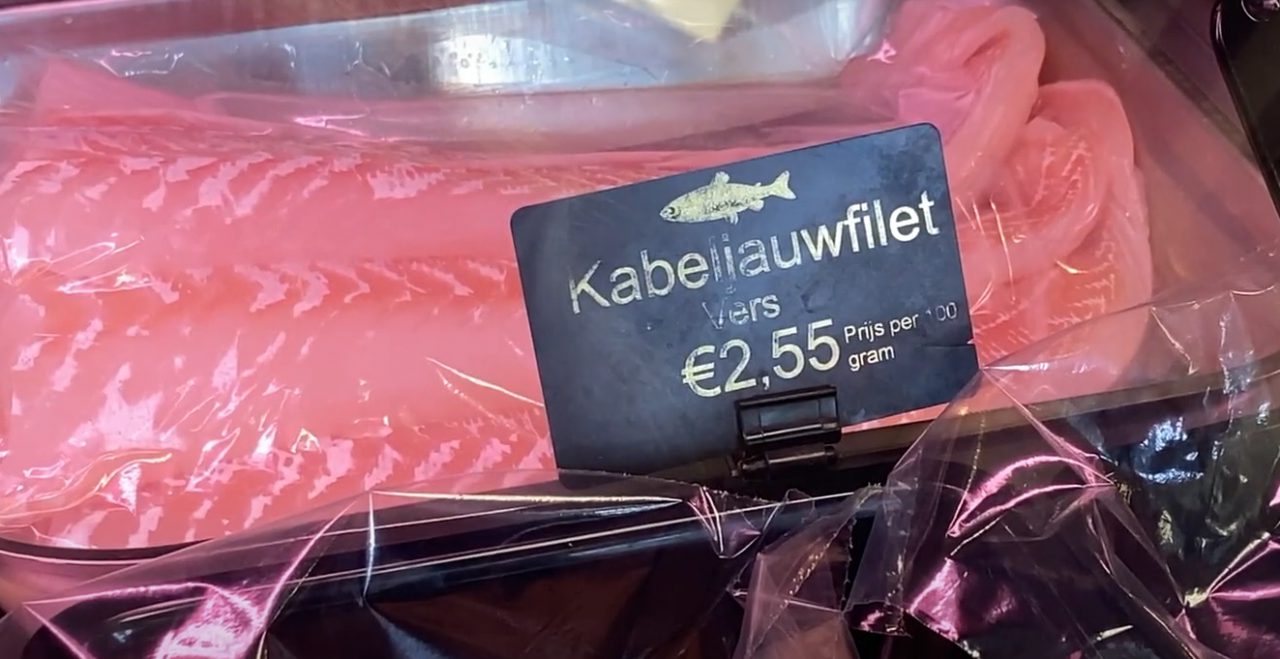 Kabeljauwfilet
Vers
€2,55 Prijs per 100
gram